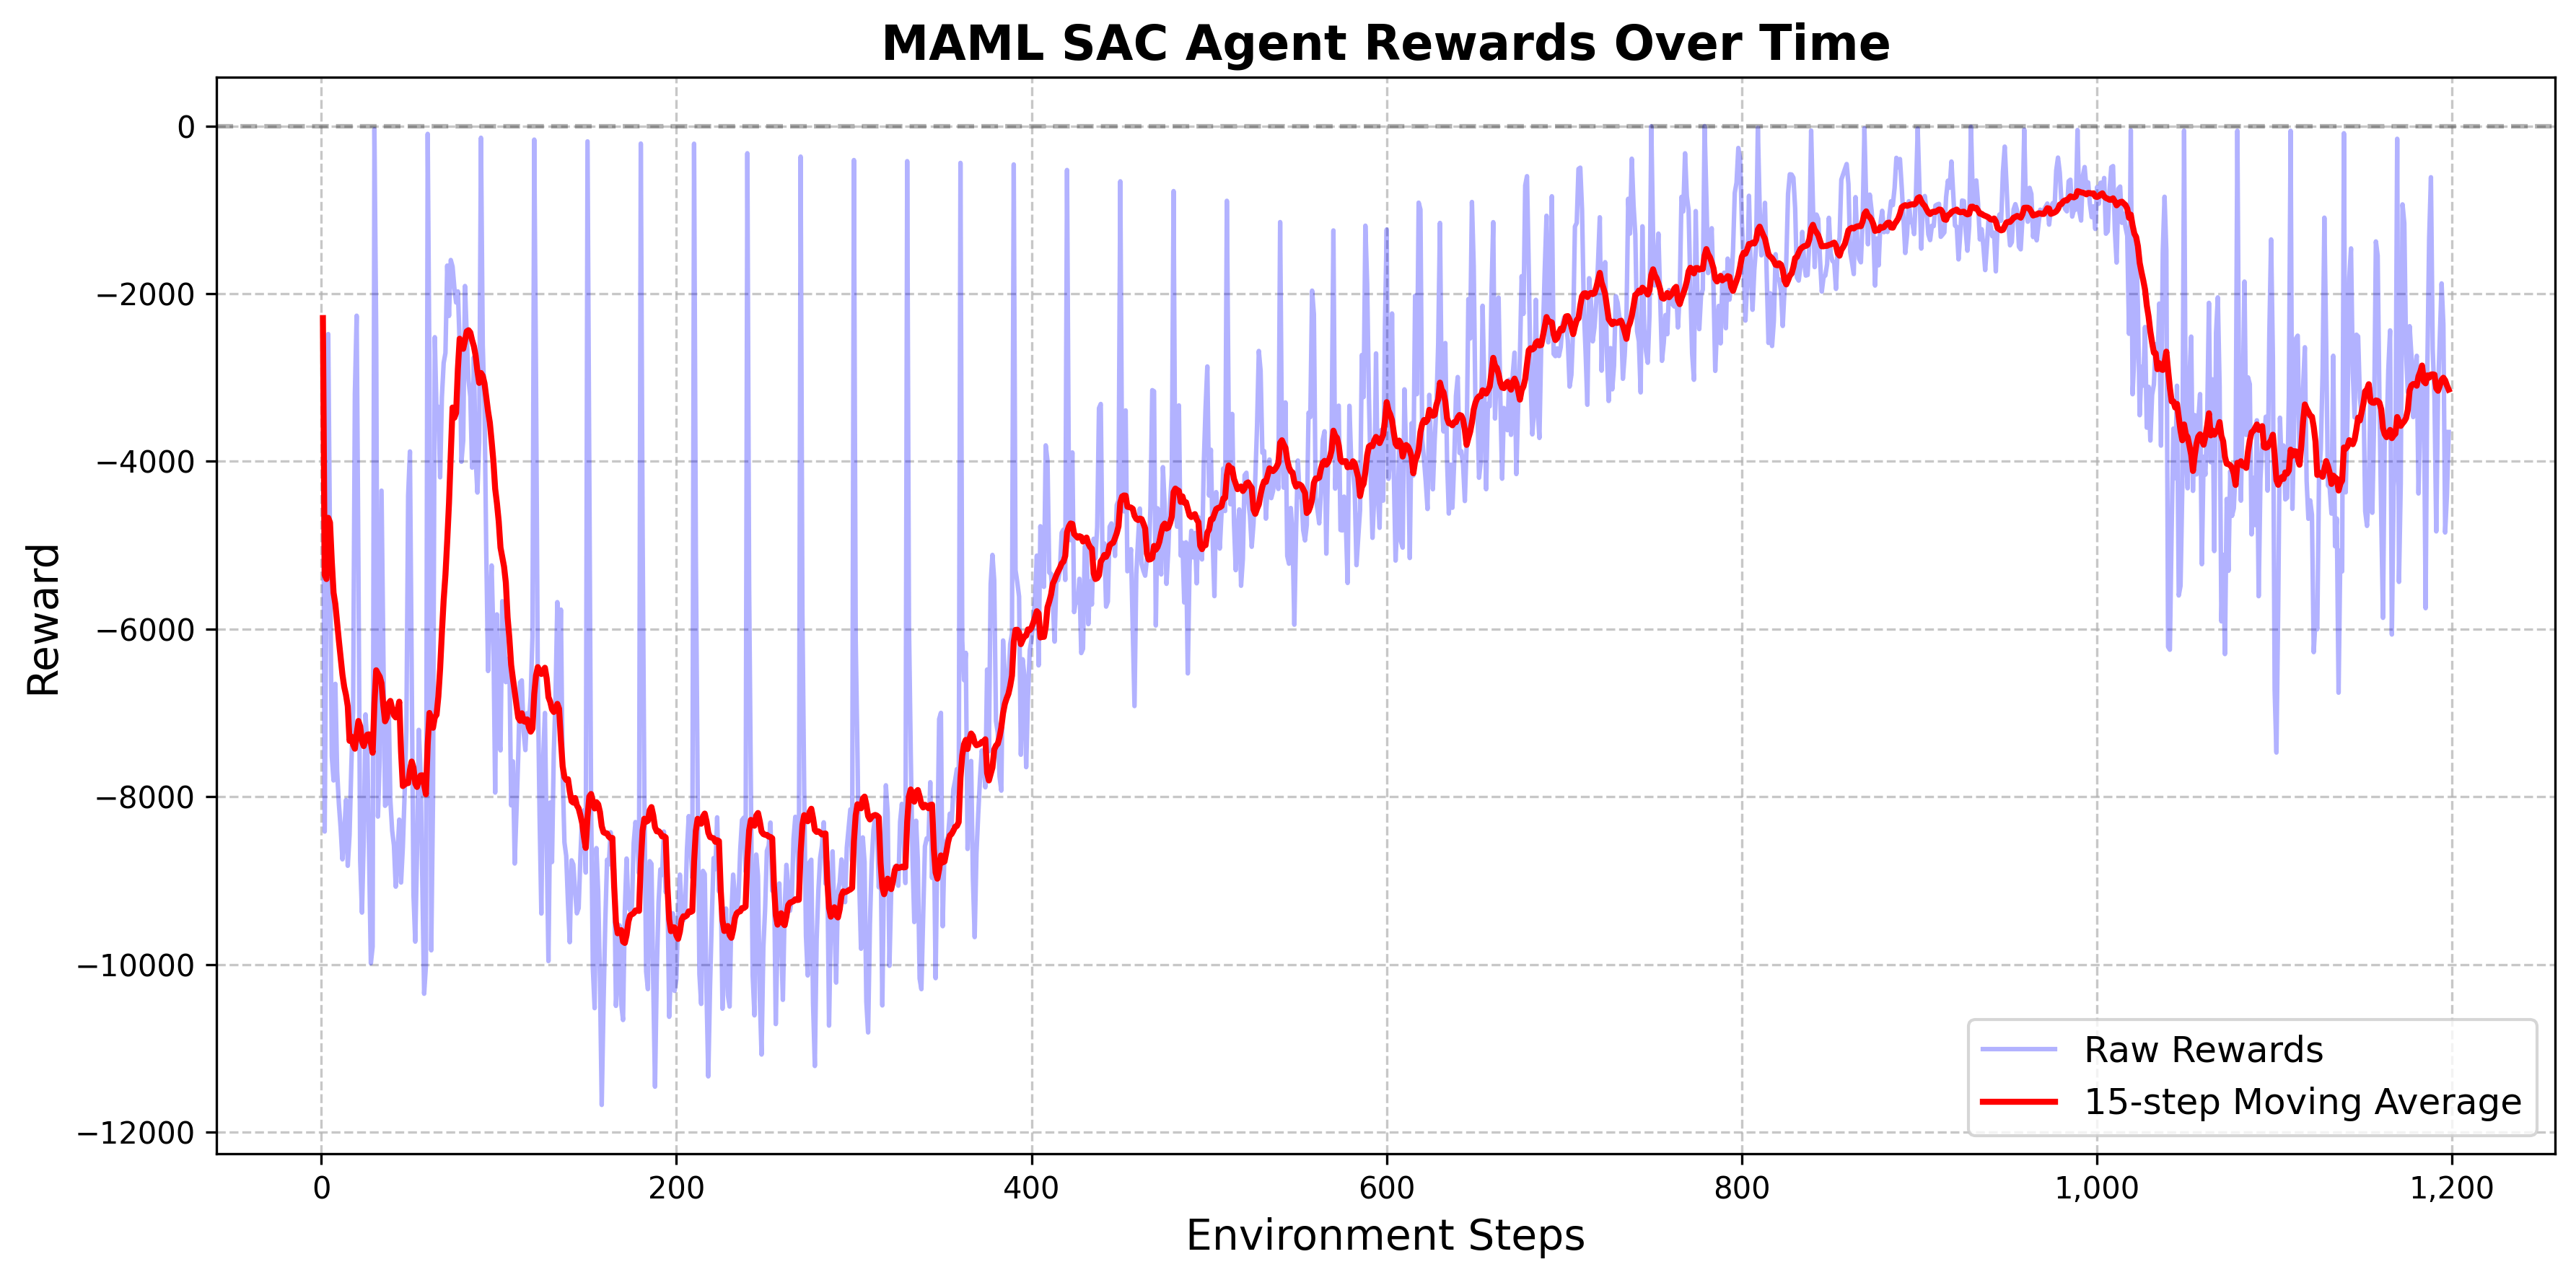 MAML SAC Agent Rewards Over Time
Reward
0
−2000
−4000
−6000
−8000
−10000
−12000
0
200
400
600
800
1,000
1,200
Environment Steps
Raw Rewards
15-step Moving Average